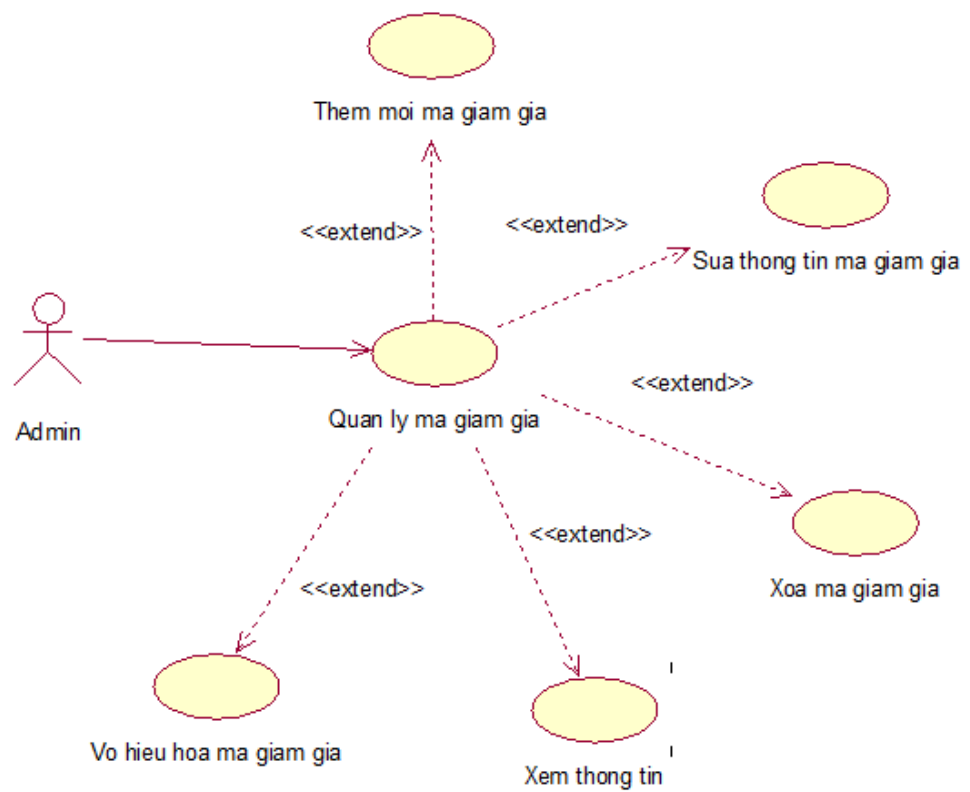 Them moi ma giam gia
<<extend>>
<<extend>>
Sua thong tin ma giam gia
<<extend>>
Admin
Quan ly ma giam gia
<<extend>>
<<extend>>
Xoa ma giam gia
Vo hieu hoa ma giam gia
Xem thong tin